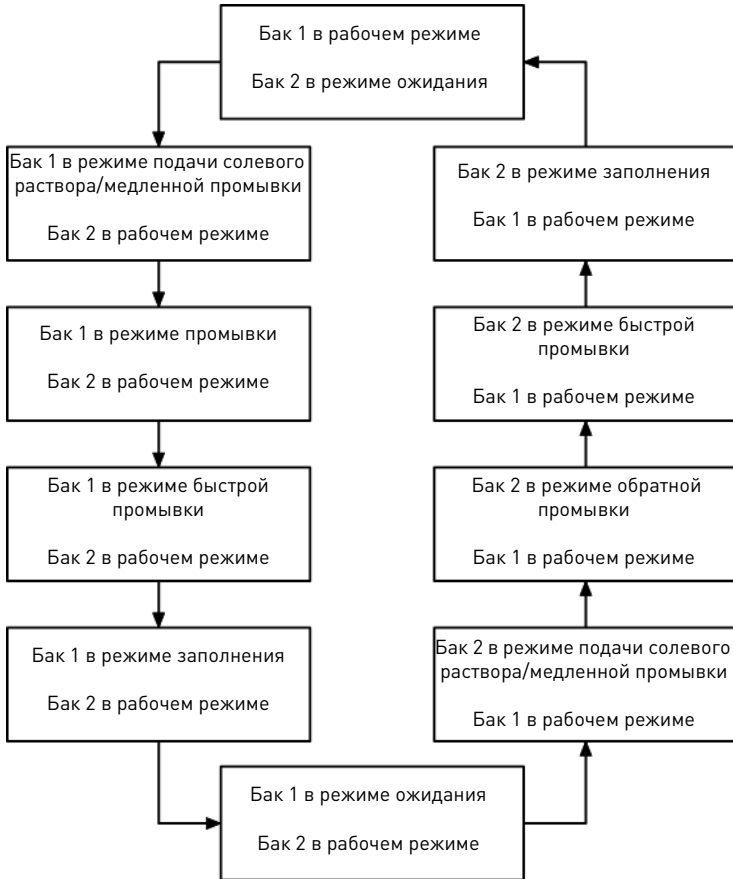 Бак 1 в рабочем режиме
Бак 2 в режиме ожидания
Бак 1 в режиме подачи солевого
раствора/медленной промывки
Бак 2 в рабочем режиме
Бак 1 в режиме промывки
Бак 2 в рабочем режиме
Бак 1 в режиме быстрой
промывки
Бак 2 в рабочем режиме
Бак 1 в режиме заполнения
Бак 2 в рабочем режиме
Бак 1 в режиме ожидания
Бак 2 в рабочем режиме
Бак 2 в режиме подачи солевого
раствора/медленной промывки
Бак 1 в рабочем режиме
Бак 2 в режиме обратной
промывки
Бак 1 в рабочем режиме
Бак 2 в режиме быстрой
промывки
Бак 1 в рабочем режиме
Бак 2 в режиме заполнения
Бак 1 в рабочем режиме